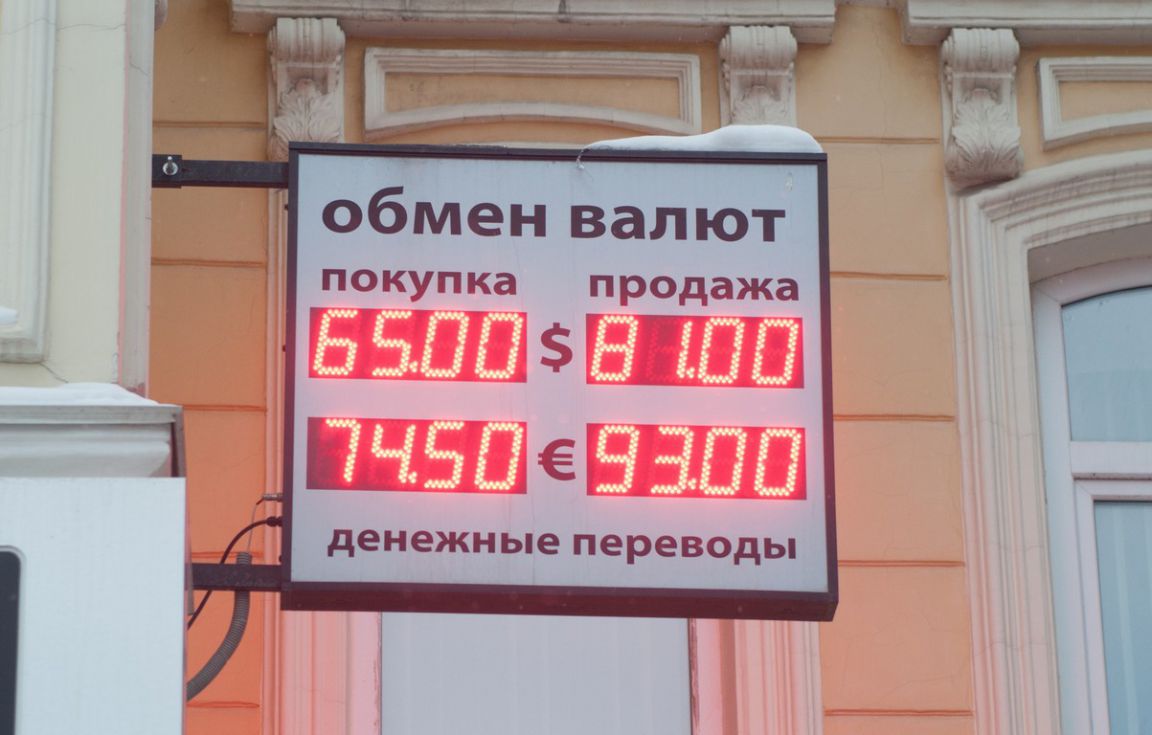 обмен валют
покупка продажа
65.00 $ 81.00
74.50 € 93.00
денежные переводы